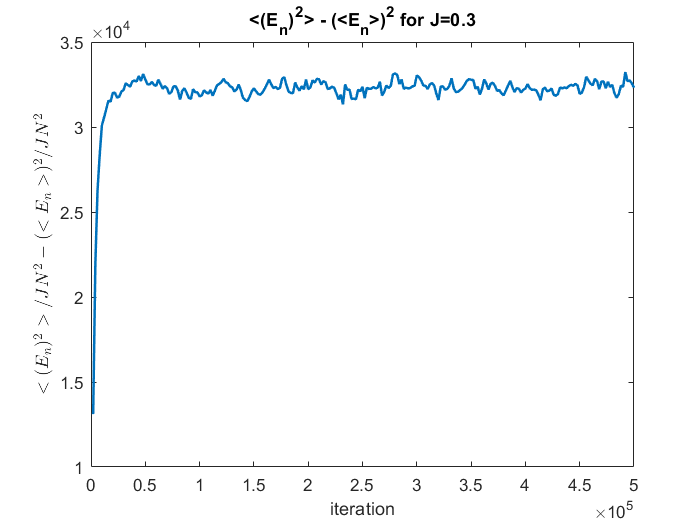 <(E_n)^2> - (<E_n>)^2 for J=0.3
×10^4
3.5
3
2.5
2
1.5
1
< (E_n)^2 > /JN^2 − (< E_n >)^2/JN^2
0 0.5 1 1.5 2 2.5 3 3.5 4 4.5 5
iteration
×10^5